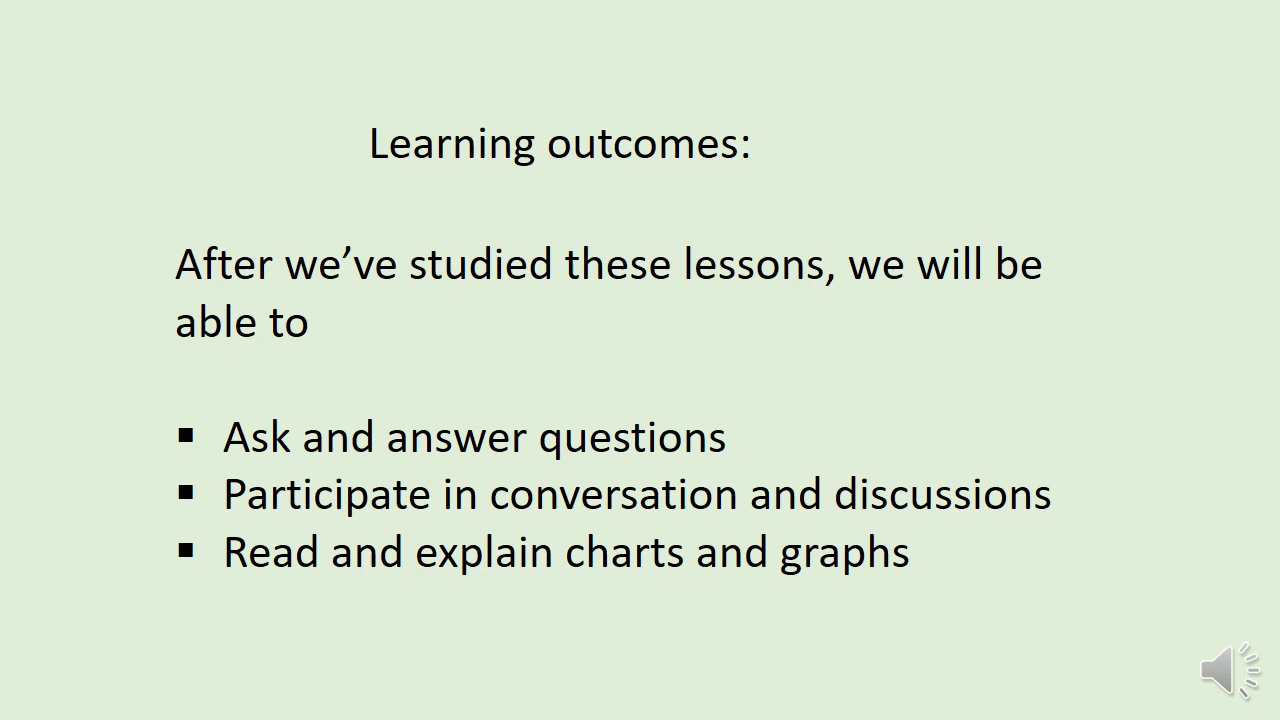 Learning outcomes:
After we’ve studied these lessons, we will be
able to
▪ Ask and answer questions
▪ Participate in conversation and discussions
▪ Read and explain charts and graphs